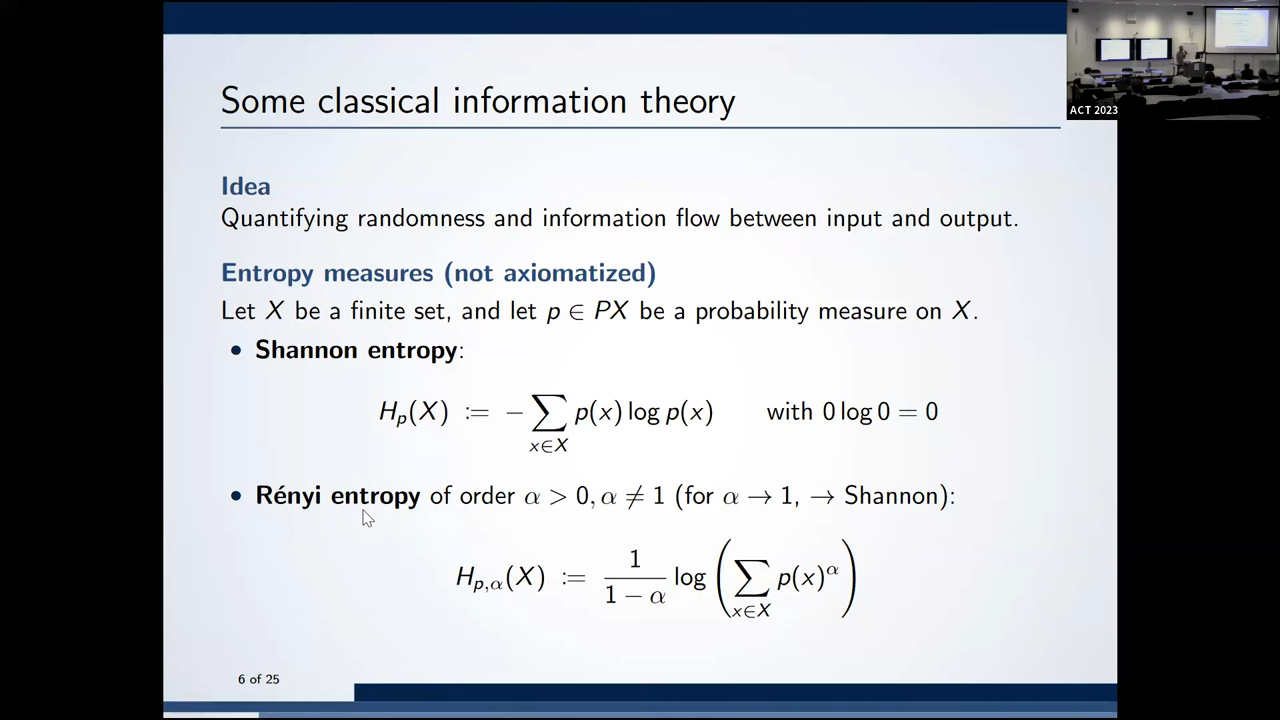 Some classical information theory
ACT 2023
Idea
Quantifying randomness and information flow between input and output.
Entropy measures (not axiomatized)
Let X be a finite set, and let p ∈ PX be a probability measure on X.
• Shannon entropy:
H_p(X) := − ∑_{x∈X} p(x) log p(x) with 0 log 0 = 0
• Rényi entropy of order α > 0, α ≠ 1 (for α → 1, → Shannon):
H_{p,α}(X) := \frac{1}{1 − α} log ( ∑_{x∈X} p(x)^α )
6 of 25